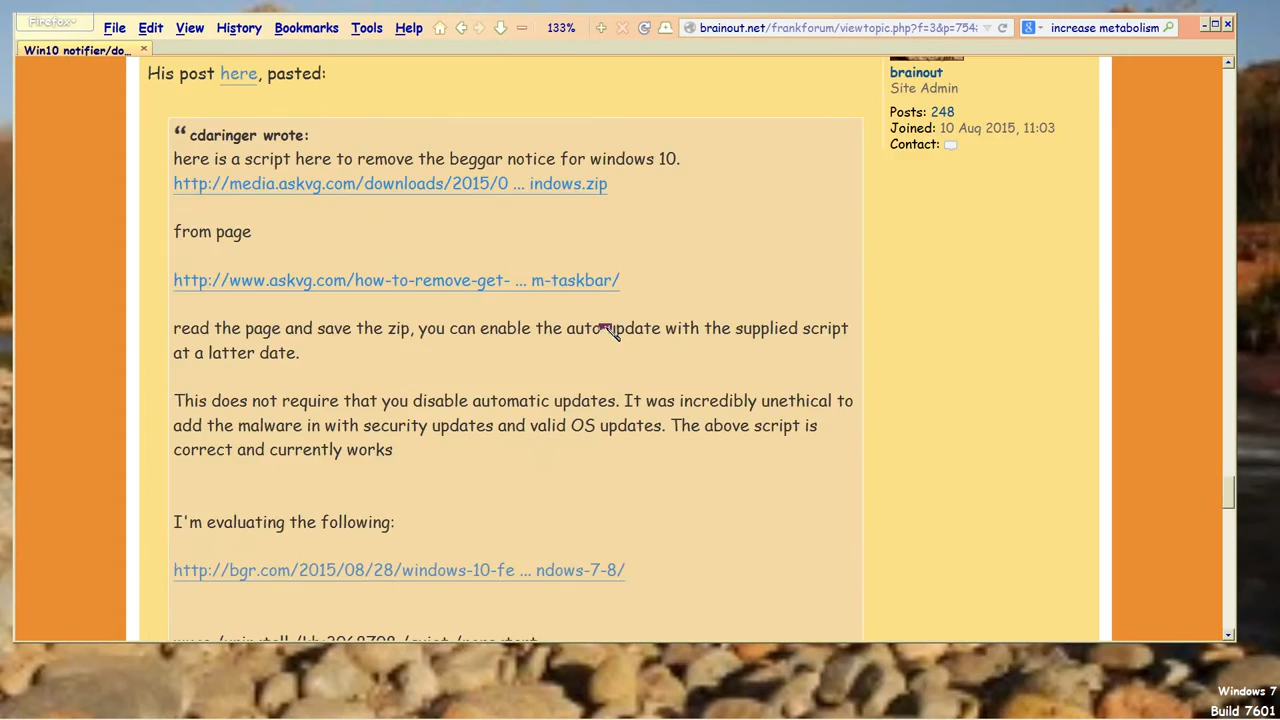 Firefox
File Edit View History Bookmarks Tools Help 133% brainout.net/frankforum/viewtopic.php?f=3&p=754: increase metabolism
Win10 notifier/do...
His post here, pasted:
brainout
Site Admin
Posts: 248
Joined: 10 Aug 2015, 11:03
Contact:
“ cdaringer wrote:
here is a script here to remove the beggar notice for windows 10.
http://media.askvg.com/downloads/2015/0 ... indows.zip
from page
http://www.askvg.com/how-to-remove-get- ... m-taskbar/
read the page and save the zip, you can enable the auto update with the supplied script
at a latter date.
This does not require that you disable automatic updates. It was incredibly unethical to
add the malware in with security updates and valid OS updates. The above script is
correct and currently works
I'm evaluating the following:
http://bgr.com/2015/08/28/windows-10-fe ... ndows-7-8/
Windows 7
Build 7601